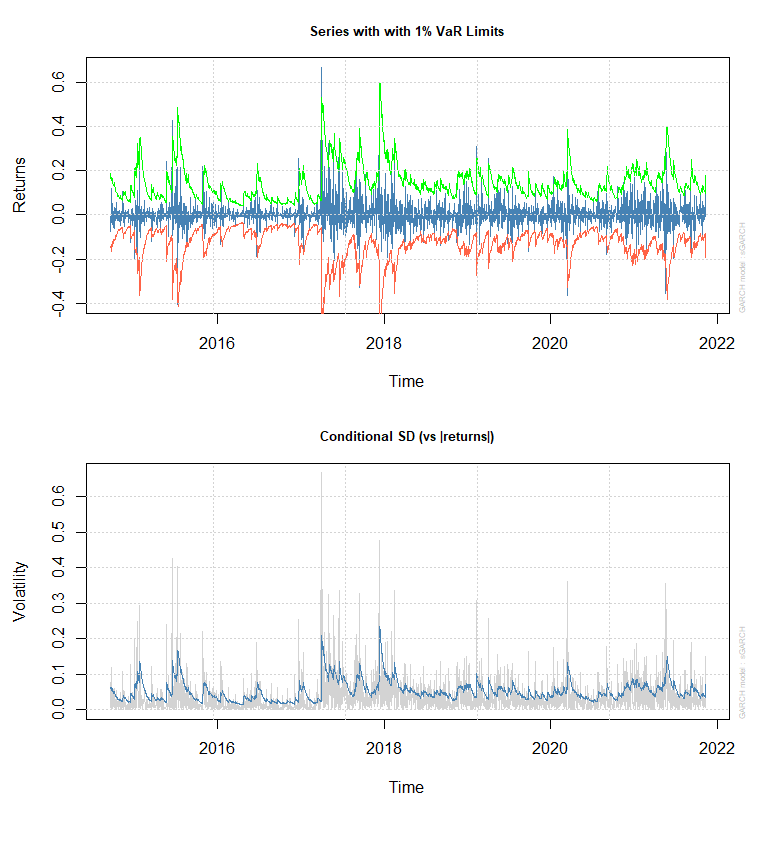 Series with with 1% VaR Limits
Returns
0.6
0.4
0.2
0.0
-0.2
-0.4
2016
2018
2020
2022
Time
GARCH model : sGARCH
Conditional SD (vs |returns|)
Volatility
0.6
0.5
0.4
0.3
0.2
0.1
0.0
2016
2018
2020
2022
Time
GARCH model : sGARCH